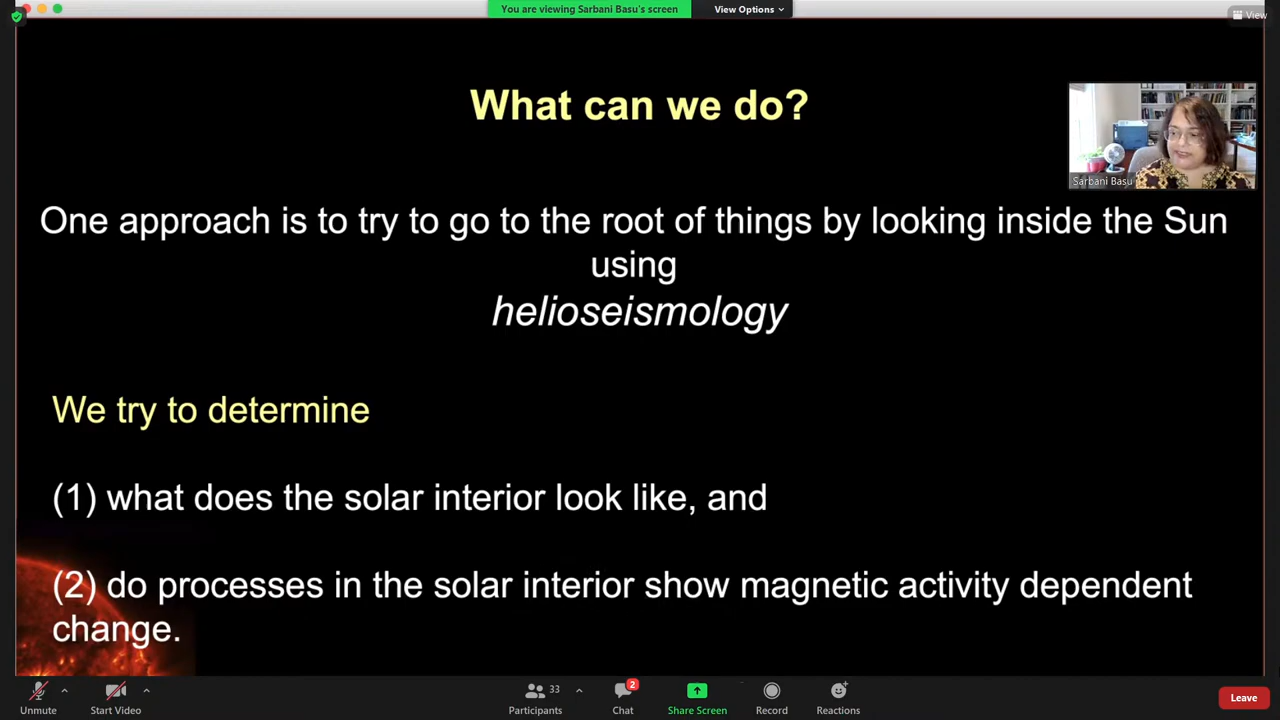 You are viewing Sarbani Basu's screen
View Options
View
What can we do?
Sarbani Basu
One approach is to try to go to the root of things by looking inside the Sun
using
helioseismology
We try to determine
(1) what does the solar interior look like, and
(2) do processes in the solar interior show magnetic activity dependent
change.
Unmute
Start Video
33
Participants
2
Chat
Share Screen
Record
Reactions
Leave